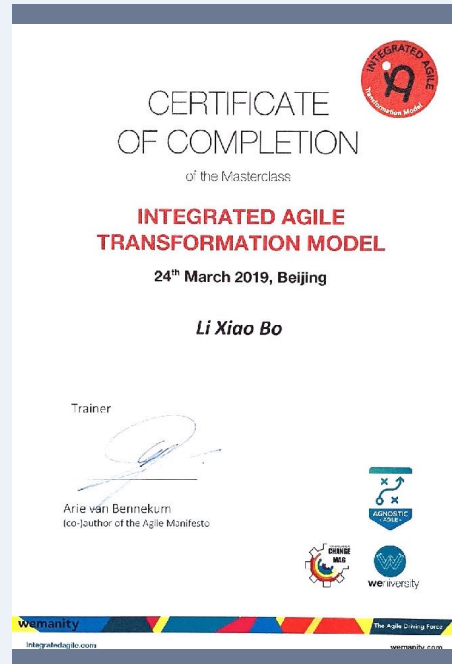 INTEGRATED AGILE
Transformation Model
CERTIFICATE
OF COMPLETION
of the Masterclass
INTEGRATED AGILE
TRANSFORMATION MODEL
24th March 2019, Beijing
Li Xiao Bo
Trainer
Arie van Bennekum
(co-)author of the Agile Manifesto
AGNOSTIC
- AGILE -
CHANGE
MAG
weniversity
wemanity
The Agile Driving Force
integratedagile.com
wemanity.com